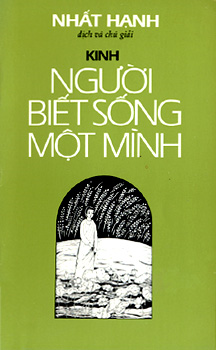 NHẤT HẠNH
dịch và chú giải
KINH
NGƯỜI
BIẾT SỐNG
MỘT MÌNH